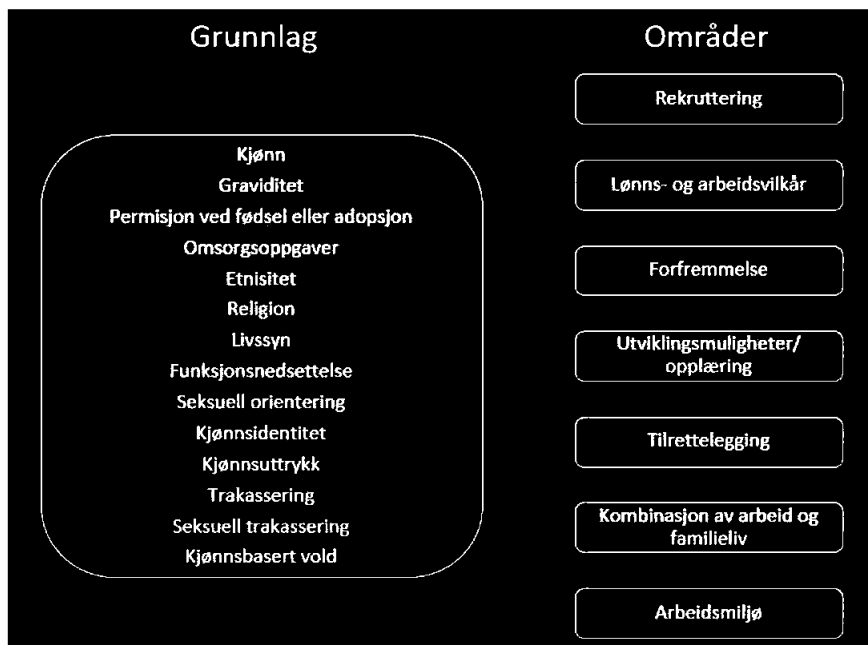 Grunnlag
Kjønn
Graviditet
Permisjon ved fødsel eller adopsjon
Omsorgsoppgaver
Etnisitet
Religion
Livssyn
Funksjonsnedsettelse
Seksuell orientering
Kjønnsidentitet
Kjønnsuttrykk
Trakassering
Seksuell trakassering
Kjønnsbasert vold
Områder
Rekruttering
Lønns- og arbeidsvilkår
Forfremmelse
Utviklingsmuligheter/
opplæring
Tilrettelegging
Kombinasjon av arbeid og
familieliv
Arbeidsmiljø